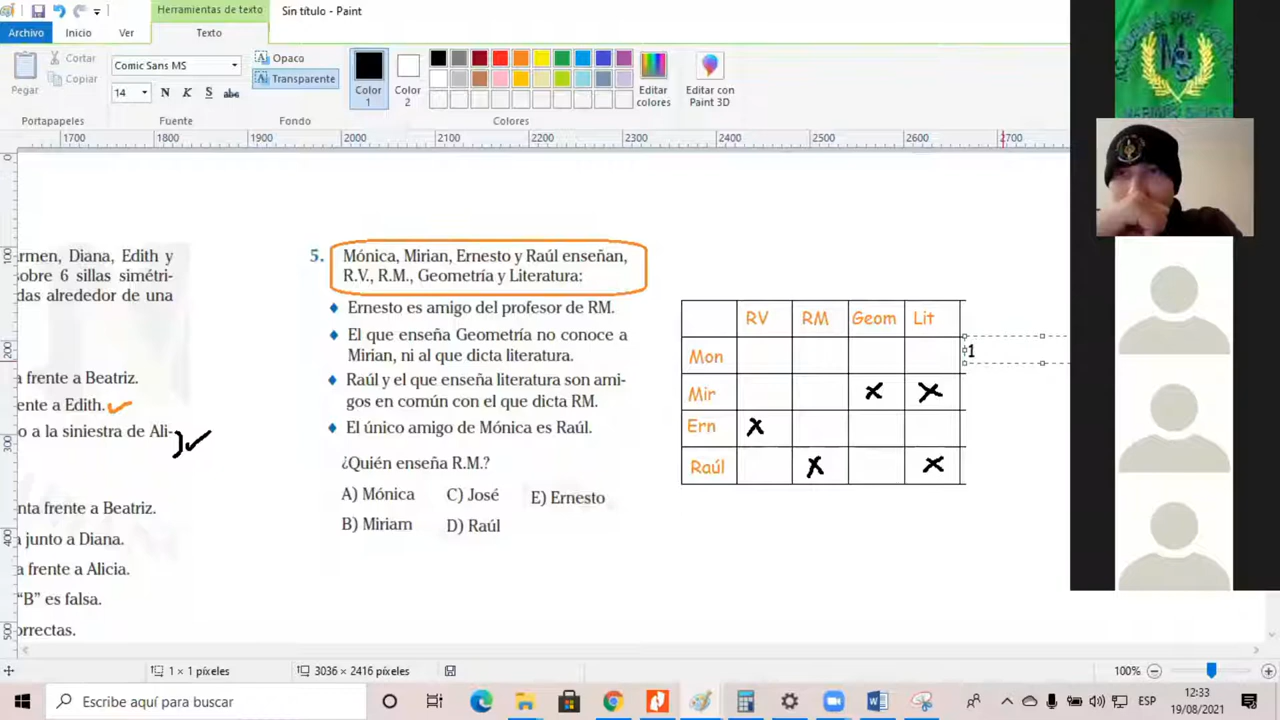 Herramientas de texto
Sin título - Paint
Archivo
Inicio
Ver
Texto
Pegar
Cortar
Copiar
Portapapeles
Comic Sans MS
14
N K S abc
Fuente
Opaco
Transparente
Fondo
Color 1
Color 2
Colores
Editar colores
Editar con Paint 3D
1700 1800 1900 2000 2100 2200 2300 2400 2500 2600 2700
0
100
200
300
400
500
rmen, Diana, Edith y
obre 6 sillas simétri-
das alrededor de una
a frente a Beatriz.
ente a Edith.
o a la siniestra de Ali-
nta frente a Beatriz.
a junto a Diana.
a frente a Alicia.
“B” es falsa.
orrectas.
5. Mónica, Mirian, Ernesto y Raúl enseñan,
R.V., R.M., Geometría y Literatura:
♦ Ernesto es amigo del profesor de RM.
♦ El que enseña Geometría no conoce a
Mirian, ni al que dicta literatura.
♦ Raúl y el que enseña literatura son ami-
gos en común con el que dicta RM.
♦ El único amigo de Mónica es Raúl.
¿Quién enseña R.M.?
A) Mónica C) José E) Ernesto
B) Miriam D) Raúl
RV RM Geom Lit
Mon 1
Mir X X
Ern X
Raúl X X
1 × 1 píxeles
3036 × 2416 píxeles
100%
Escribe aquí para buscar
ESP
12:33
19/08/2021